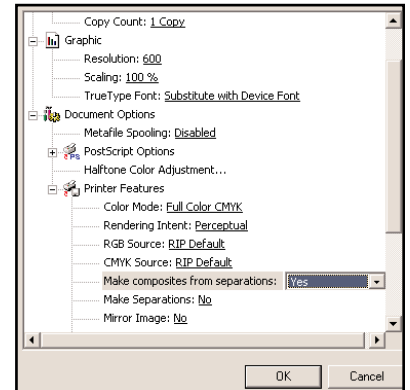 Copy Count: 1 Copy
Graphic
Resolution: 600
Scaling: 100 %
TrueType Font: Substitute with Device Font
Document Options
Metafile Spooling: Disabled
PostScript Options
Halftone Color Adjustment...
Printer Features
Color Mode: Full Color CMYK
Rendering Intent: Perceptual
RGB Source: RIP Default
CMYK Source: RIP Default
Make composites from separations: Yes
Make Separations: No
Mirror Image: No
OK Cancel